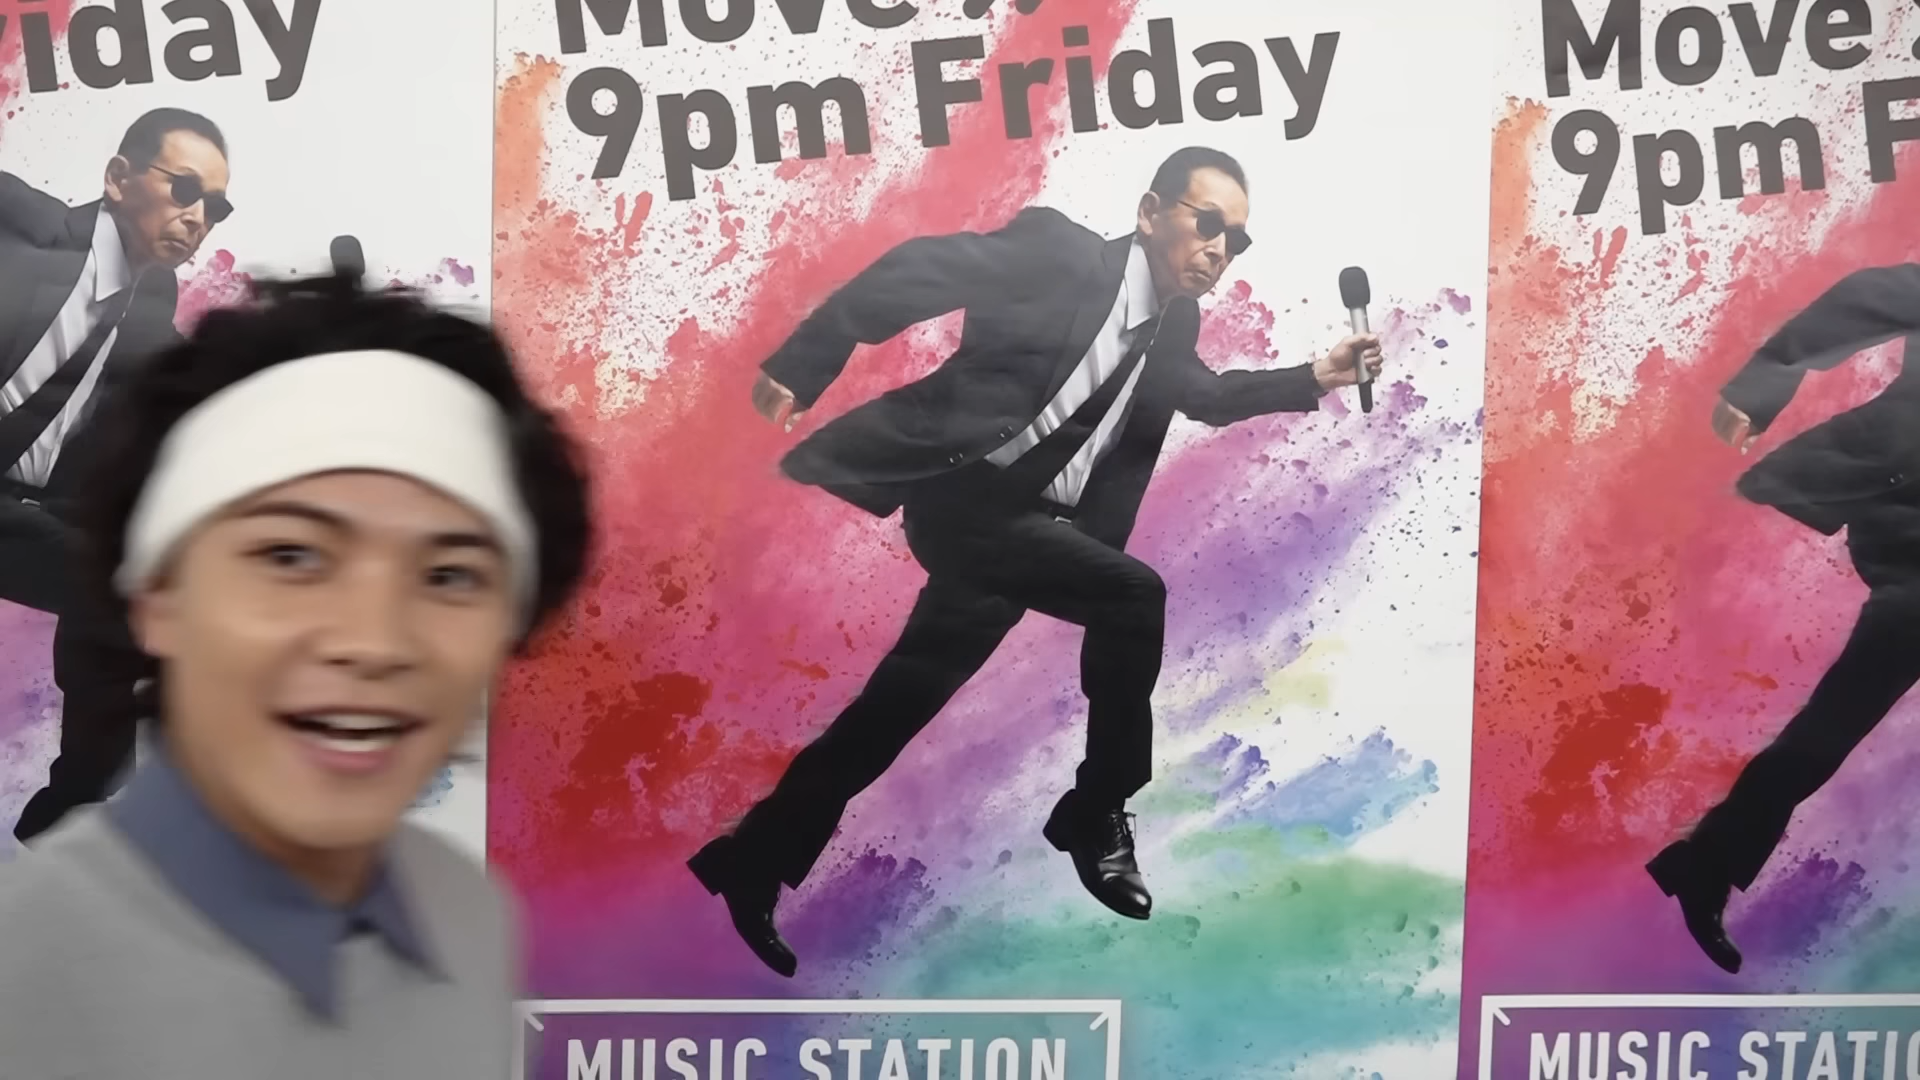 riday
Move
9pm Friday
MUSIC STATION
Move
9pm F
MUSIC STATIO